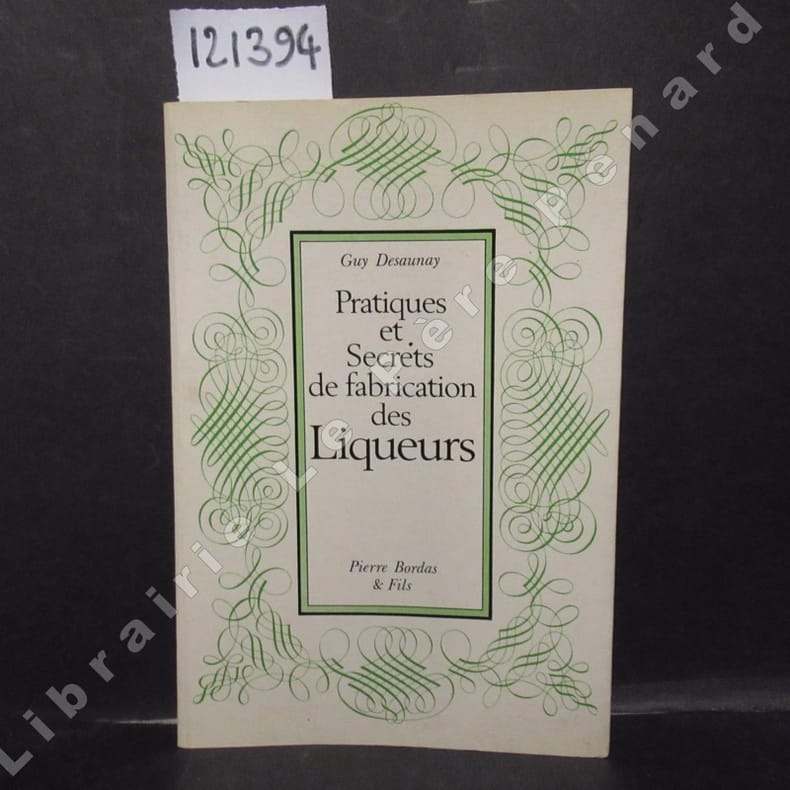 121394
Guy Desaunay
Pratiques
et
Secrets
de fabrication
des
Liqueurs
Pierre Bordas
& Fils
Librairie Le Père Pénard